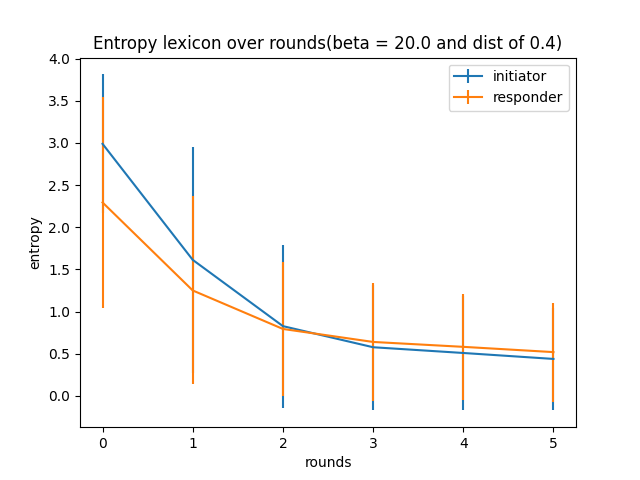 Entropy lexicon over rounds(beta = 20.0 and dist of 0.4)
initiator
responder
entropy
4.0
3.5
3.0
2.5
2.0
1.5
1.0
0.5
0.0
0 1 2 3 4 5
rounds